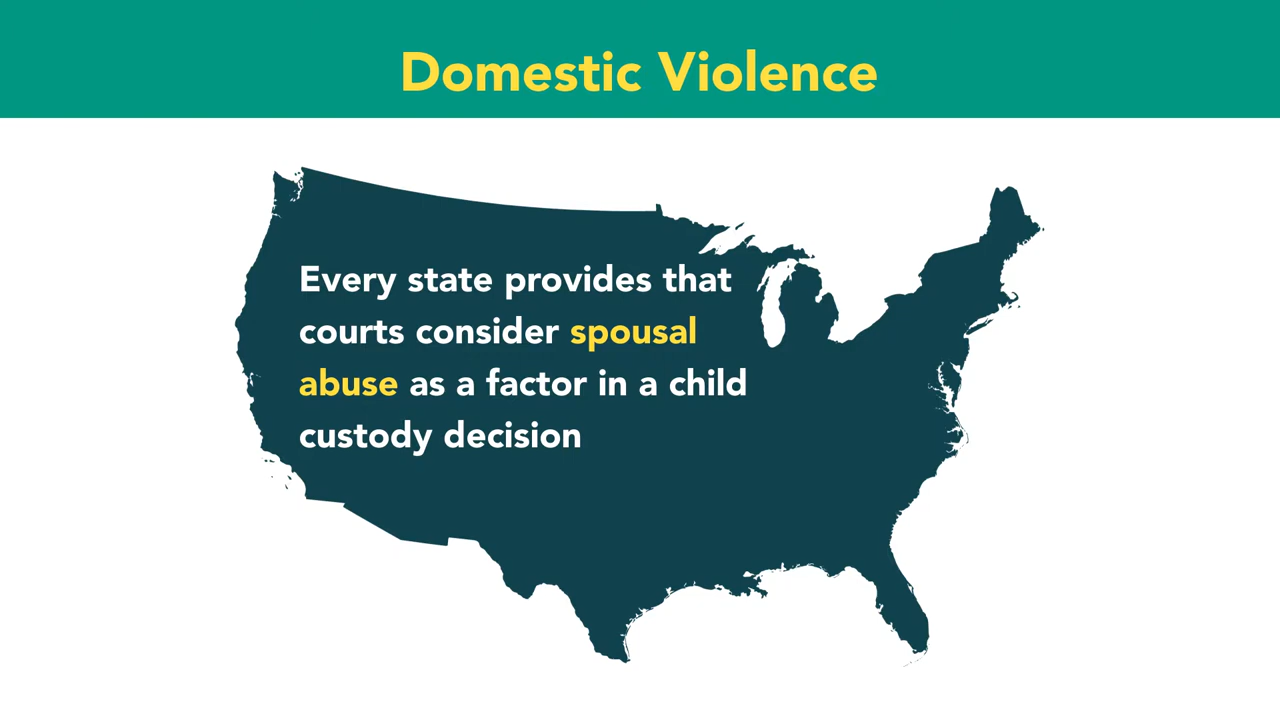 Domestic Violence
Every state provides that
courts consider spousal
abuse as a factor in a child
custody decision